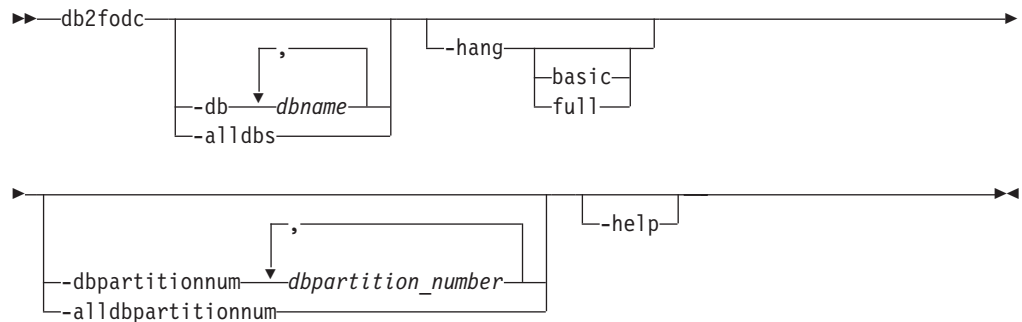 db2fodc
,
-db dbname
-alldbs
-hang
basic
full
,
-dbpartitionnum dbpartition_number
-alldbpartitionnum
-help